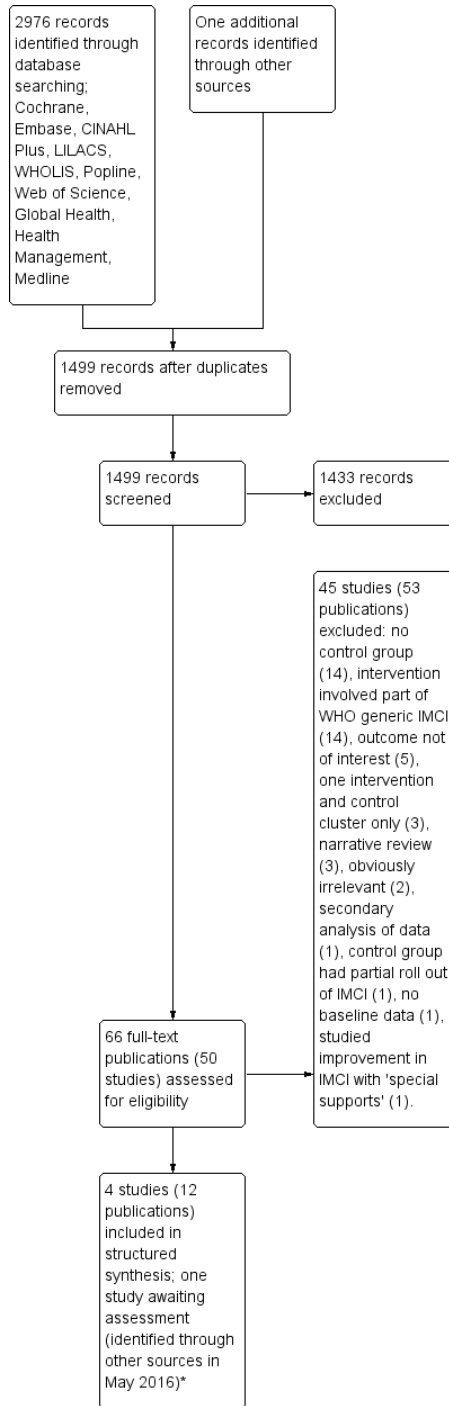 2976 records
identified through
database
searching;
Cochrane,
Embase, CINAHL
Plus, LILACS,
WHOLIS, Popline,
Web of Science,
Global Health,
Health
Management,
Medline
One additional
records identified
through other
sources
1499 records after duplicates
removed
1499 records
screened
1433 records
excluded
45 studies (53
publications)
excluded: no
control group
(14), intervention
involved part of
WHO generic IMCI
(14), outcome not
of interest (5),
one intervention
and control
cluster only (3),
narrative review
(3), obviously
irrelevant (2),
secondary
analysis of data
(1), control group
had partial roll out
of IMCI (1), no
baseline data (1),
studied
improvement in
IMCI with 'special
supports' (1).
66 full-text
publications (50
studies) assessed
for eligibility
4 studies (12
publications)
included in
structured
synthesis; one
study awaiting
assessment
(identified through
other sources in
May 2016)*